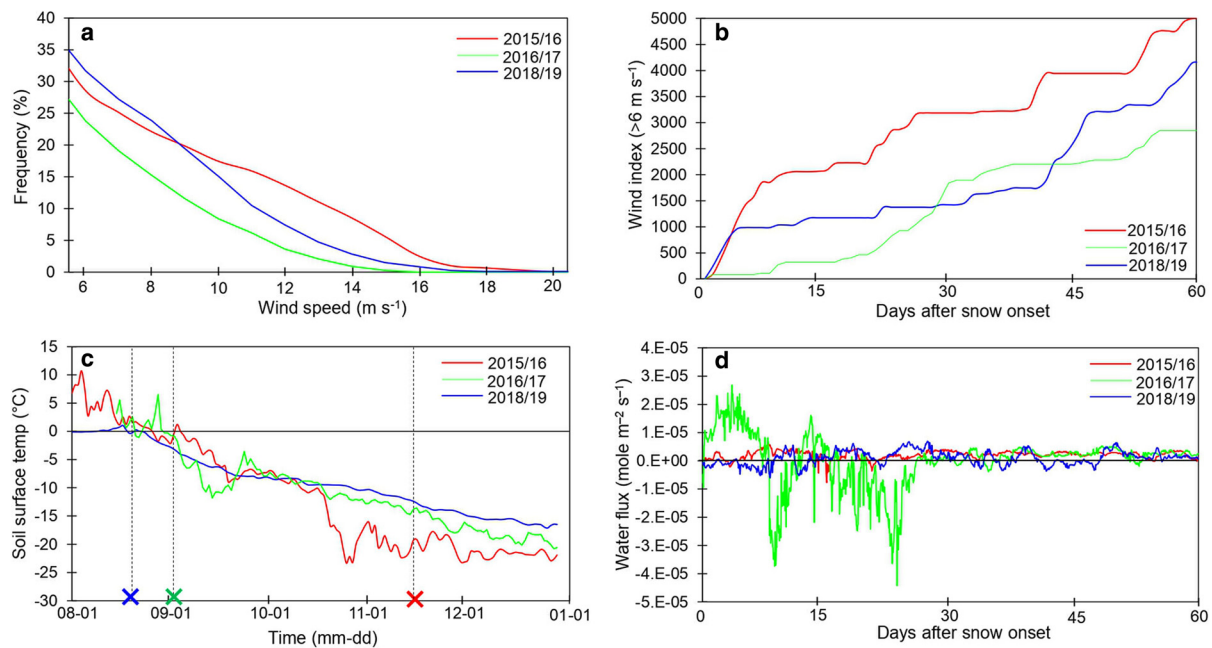 a
2015/16
2016/17
2018/19
40
35
30
25
20
15
10
5
0
Frequency (%)
6 8 10 12 14 16 18 20
Wind speed (m s⁻¹)
b
5000
4500
4000
3500
3000
2500
2000
1500
1000
500
0
Wind index (>6 m s⁻¹)
2015/16
2016/17
2018/19
0 15 30 45 60
Days after snow onset
c
2015/16
2016/17
2018/19
15
10
5
0
-5
-10
-15
-20
-25
-30
Soil surface temp (°C)
08-01 09-01 10-01 11-01 12-01 01-01
Time (mm-dd)
d
2015/16
2016/17
2018/19
4.E-05
3.E-05
2.E-05
1.E-05
0.E+00
-1.E-05
-2.E-05
-3.E-05
-4.E-05
-5.E-05
Water flux (mole m⁻² s⁻¹)
0 15 30 45 60
Days after snow onset